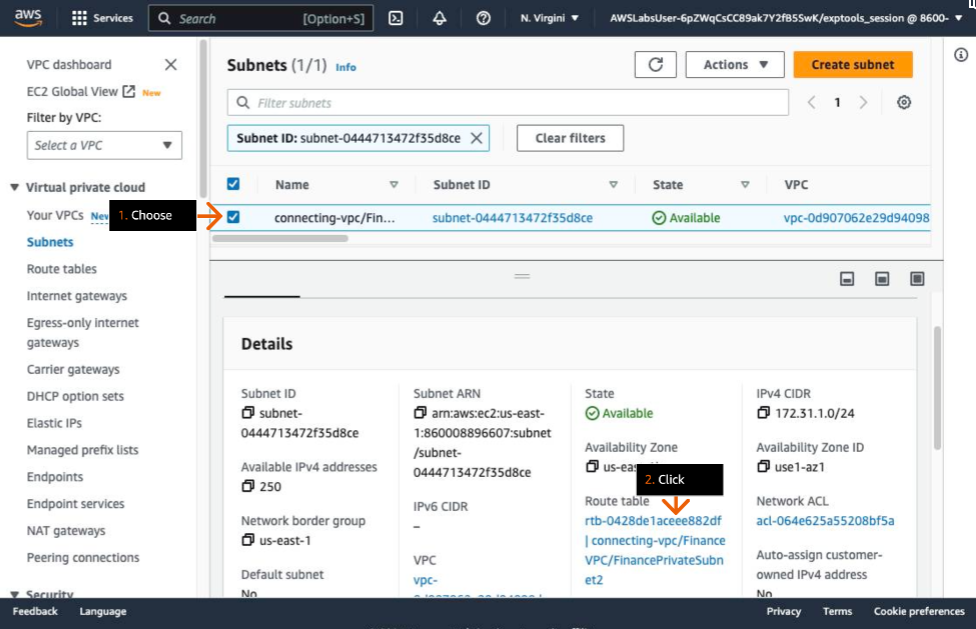 aws
Services
Search
[Option+S]
N. Virgini
AWSLabsUser-6pZWqCsCC89ak7Y2fB5SwK/exptools_session @ 8600-
VPC dashboard
EC2 Global View
New
Filter by VPC:
Select a VPC
Virtual private cloud
Your VPCs
New
Subnets
Route tables
Internet gateways
Egress-only internet
gateways
Carrier gateways
DHCP option sets
Elastic IPs
Managed prefix lists
Endpoints
Endpoint services
NAT gateways
Peering connections
Security
1. Choose
Subnets (1/1) Info
Actions
Create subnet
Filter subnets
1
Subnet ID: subnet-0444713472f35d8ce
Clear filters
Name
Subnet ID
State
VPC
connecting-vpc/Fin...
subnet-0444713472f35d8ce
Available
vpc-0d907062e29d94098
Details
Subnet ID
subnet-
0444713472f35d8ce
Available IPv4 addresses
250
Network border group
us-east-1
Default subnet
No
Subnet ARN
arn:aws:ec2:us-east-
1:860008896607:subnet
/subnet-
0444713472f35d8ce
IPv6 CIDR
–
VPC
vpc-
State
Available
Availability Zone
2. Click
Route table
rtb-0428de1aceee882df
| connecting-vpc/Finance
VPC/FinancePrivateSubn
et2
IPv4 CIDR
172.31.1.0/24
Availability Zone ID
use1-az1
Network ACL
acl-064e625a55208bf5a
Auto-assign customer-
owned IPv4 address
No
Feedback
Language
Privacy
Terms
Cookie preferences